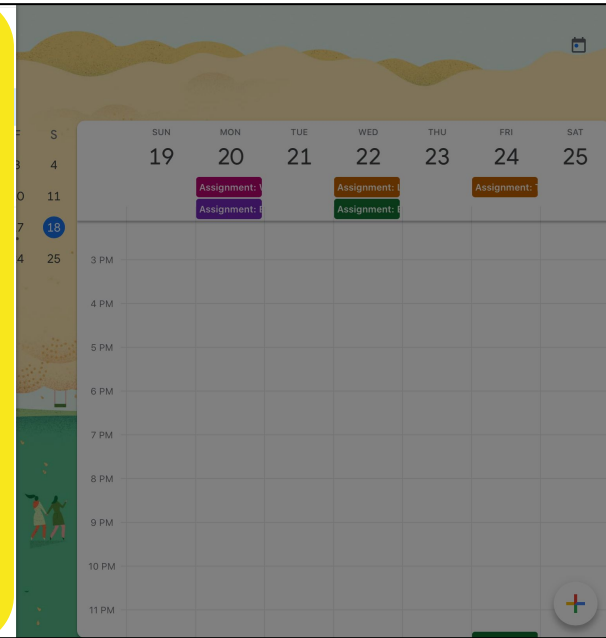 SUN MON TUE WED THU FRI SAT
19 20 21 22 23 24 25
S
4
11
18
25
Assignment: Assignment: Assignment:
Assignment: Assignment:
3 PM
4 PM
5 PM
6 PM
7 PM
8 PM
9 PM
10 PM
11 PM